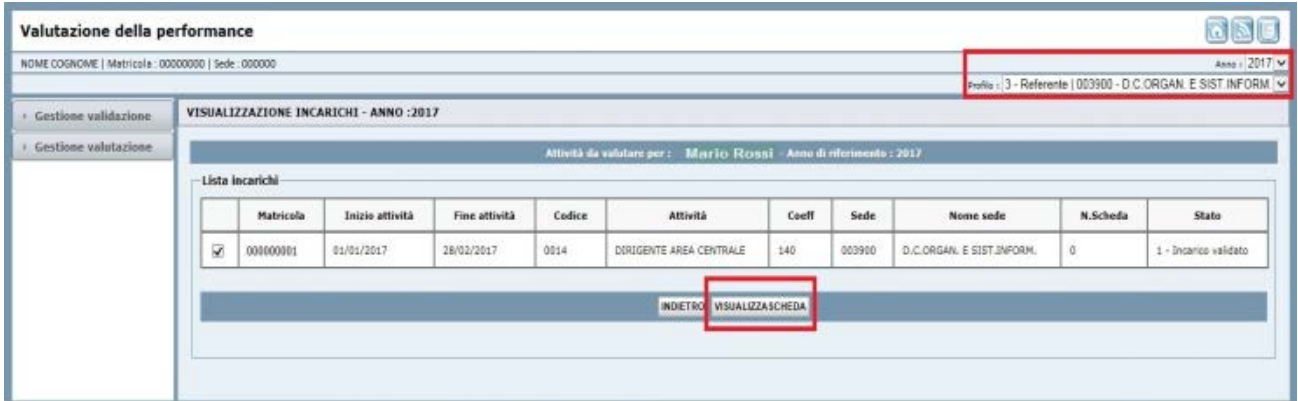 Valutazione della performance
NOME COGNOME | Matricola : 00000000 | Sede : 000000
Anno : 2017
Profilo : 3 - Referente | 003900 - D.C.ORGAN. E SIST.INFORM.
Gestione validazione
Gestione valutazione
VISUALIZZAZIONE INCARICHI - ANNO :2017
Attività da valutare per : Mario Rossi - Anno di riferimento : 2017
Lista incarichi
Matricola Inizio attività Fine attività Codice Attività Coeff Sede Nome sede N.Scheda Stato
000000001 01/01/2017 28/02/2017 0014 DIRIGENTE AREA CENTRALE 140 003900 D.C.ORGAN. E SIST.INFORM. 0 1 - Incarico validato
INDIETRO VISUALIZZA SCHEDA